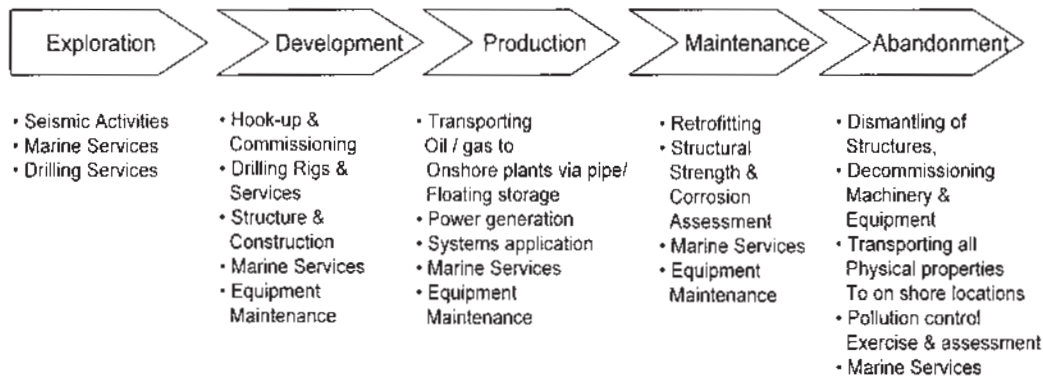 Exploration
Development
Production
Maintenance
Abandonment
• Seismic Activities
• Marine Services
• Drilling Services
• Hook-up &
Commissioning
• Drilling Rigs &
Services
• Structure &
Construction
• Marine Services
• Equipment
Maintenance
• Transporting
Oil / gas to
Onshore plants via pipe/
Floating storage
• Power generation
• Systems application
• Marine Services
• Equipment
Maintenance
• Retrofitting
• Structural
Strength &
Corrosion
Assessment
• Marine Services
• Equipment
Maintenance
• Dismantling of
Structures,
• Decommissioning
Machinery &
Equipment
• Transporting all
Physical properties
To on shore locations
• Pollution control
Exercise & assessment
• Marine Services